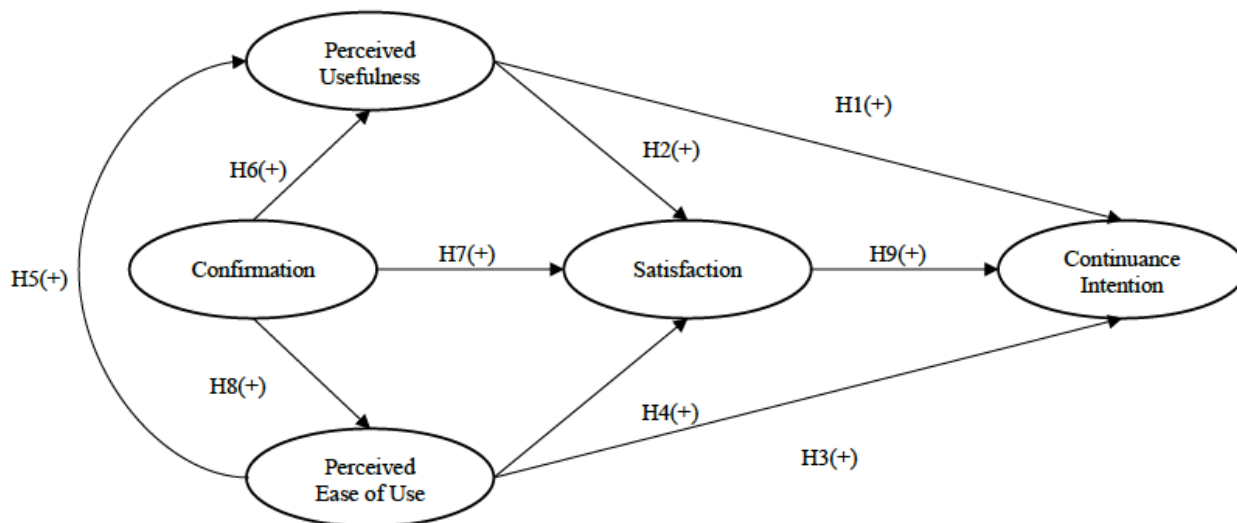 Perceived
Usefulness
H1(+)
H2(+)
H6(+)
Confirmation
H7(+)
Satisfaction
H9(+)
Continuance
Intention
H5(+)
H8(+)
H4(+)
H3(+)
Perceived
Ease of Use